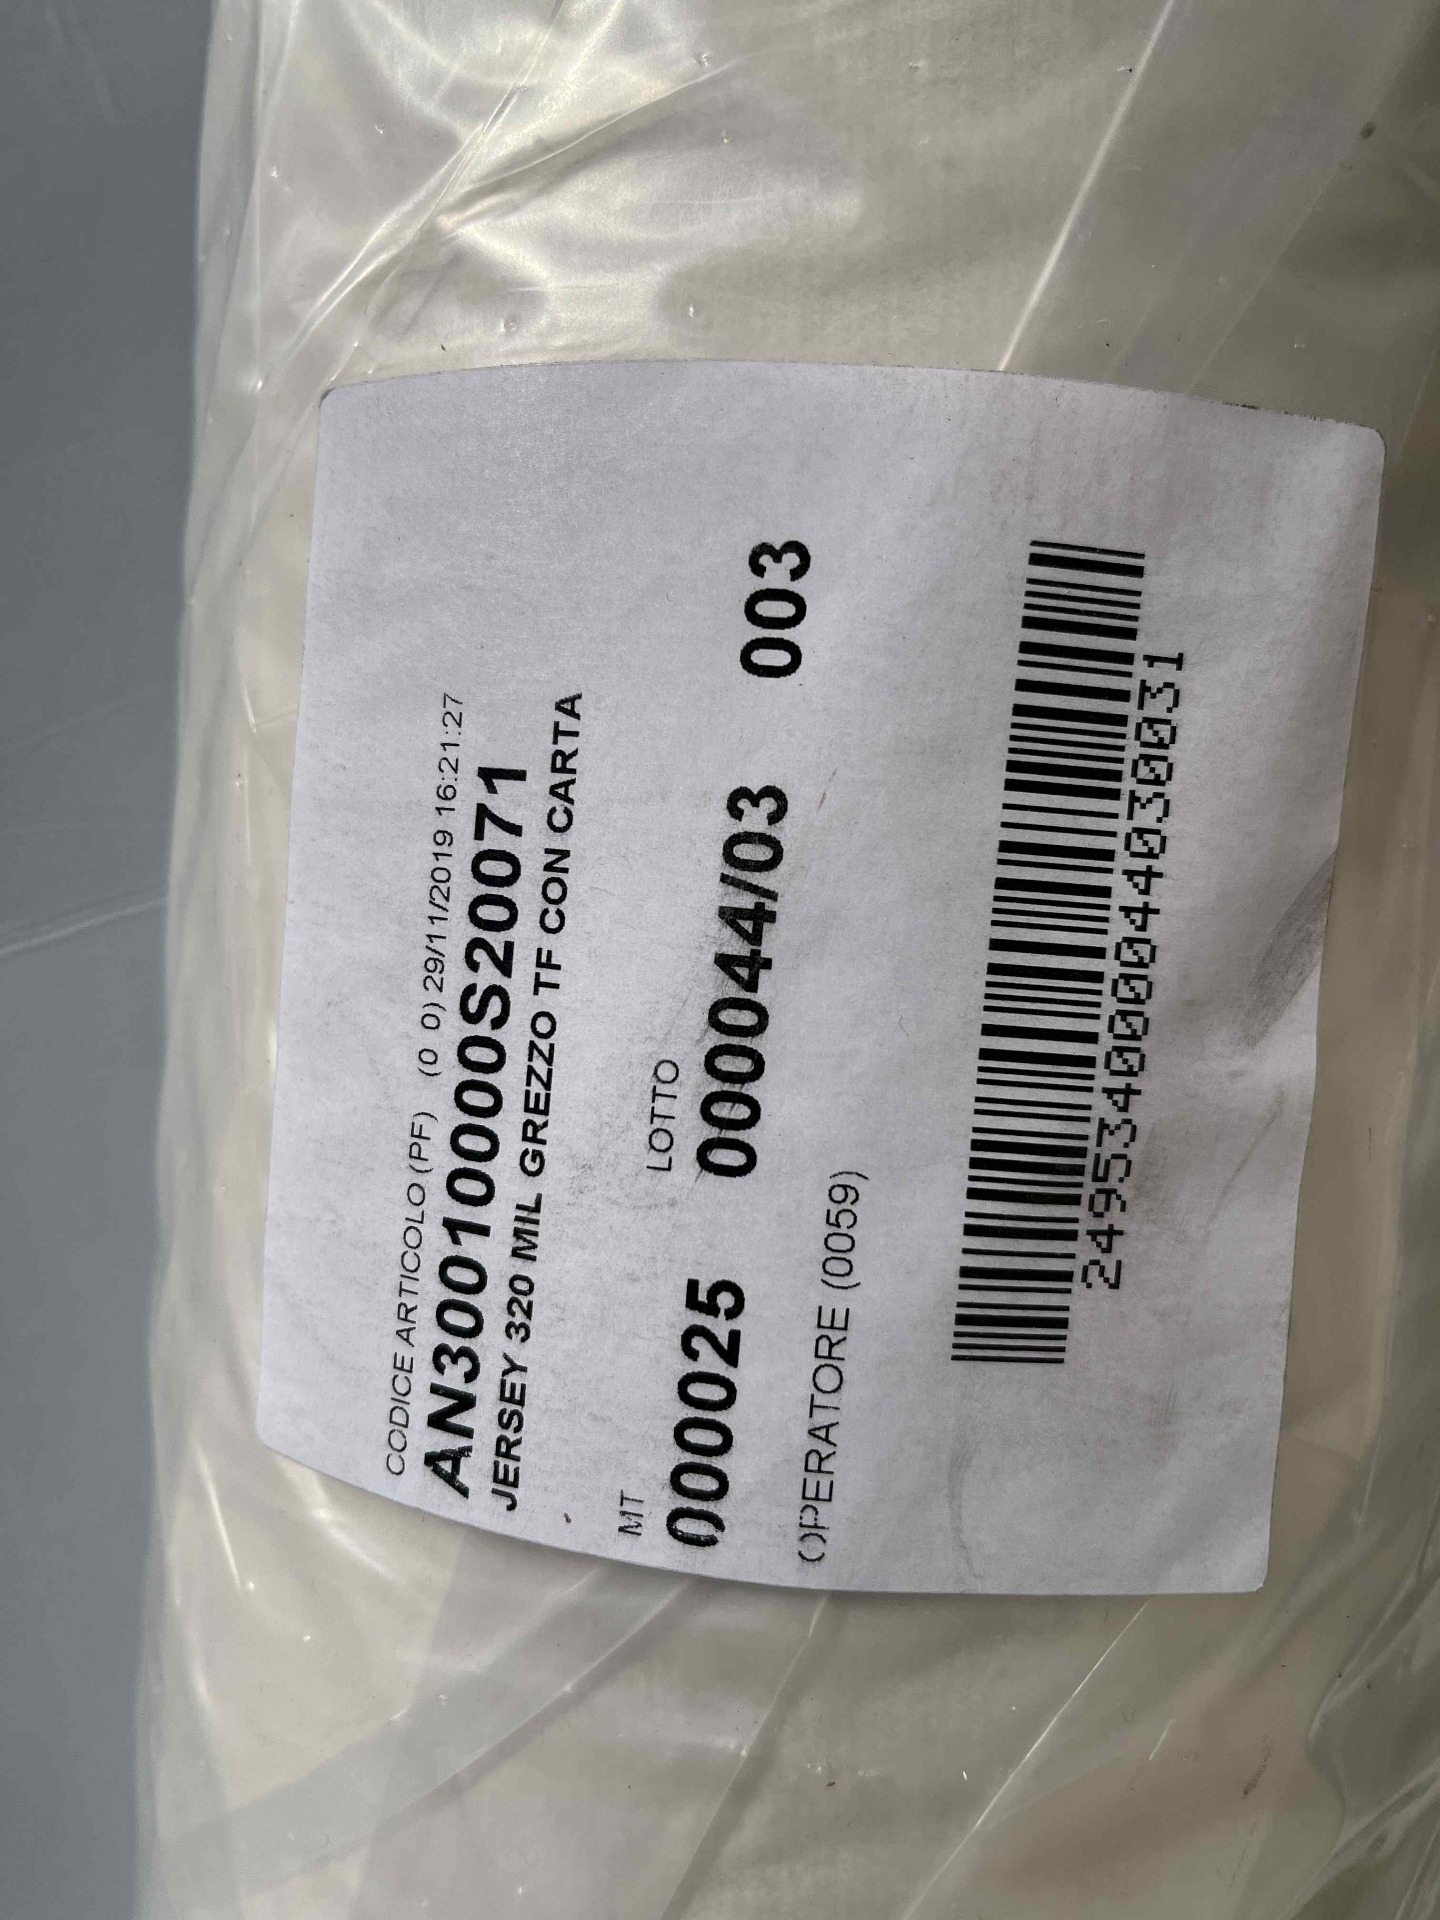 CODICE ARTICOLO (PF) (0 0) 29/11/2019 16:21:27
AN30010000S20071
JERSEY 320 MIL GREZZO TF CON CARTA
MT LOTTO
000025 000044/03 003
OPERATORE (0059)
249534000044030031